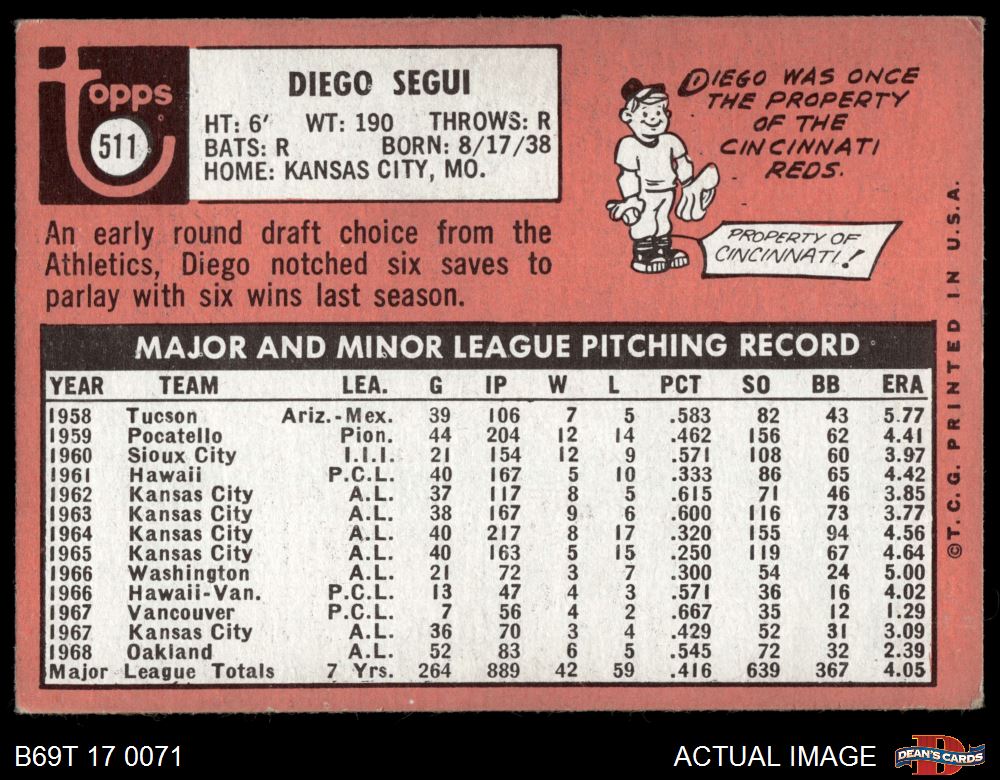 Topps
511
DIEGO SEGUI
HT: 6' WT: 190 THROWS: R
BATS: R BORN: 8/17/38
HOME: KANSAS CITY, MO.
An early round draft choice from the
Athletics, Diego notched six saves to
parlay with six wins last season.
DIEGO WAS ONCE
THE PROPERTY
OF THE
CINCINNATI
REDS.
PROPERTY OF
CINCINNATI!
MAJOR AND MINOR LEAGUE PITCHING RECORD
YEAR TEAM LEA. G IP W L PCT SO BB ERA
1958 Tucson Ariz.-Mex. 39 106 7 5 .583 82 43 5.77
1959 Pocatello Pion. 44 204 12 14 .462 156 62 4.41
1960 Sioux City I.I.I. 21 154 12 9 .571 108 60 3.97
1961 Hawaii P.C.L. 40 167 5 10 .333 86 65 4.42
1962 Kansas City A.L. 37 117 8 5 .615 71 46 3.85
1963 Kansas City A.L. 38 167 9 6 .600 116 73 3.77
1964 Kansas City A.L. 40 217 8 17 .320 155 94 4.56
1965 Kansas City A.L. 40 163 5 15 .250 119 67 4.64
1966 Washington A.L. 21 72 3 7 .300 54 24 5.00
1966 Hawaii-Van. P.C.L. 13 47 4 3 .571 36 16 4.02
1967 Vancouver P.C.L. 7 56 4 2 .667 35 12 1.29
1967 Kansas City A.L. 36 70 3 4 .429 52 31 3.09
1968 Oakland A.L. 52 83 6 5 .545 72 32 2.39
Major League Totals 7 Yrs. 264 889 42 59 .416 639 367 4.05
©T.C.G. PRINTED IN U.S.A.
B69T 17 0071
ACTUAL IMAGE
D
DEAN'S CARDS